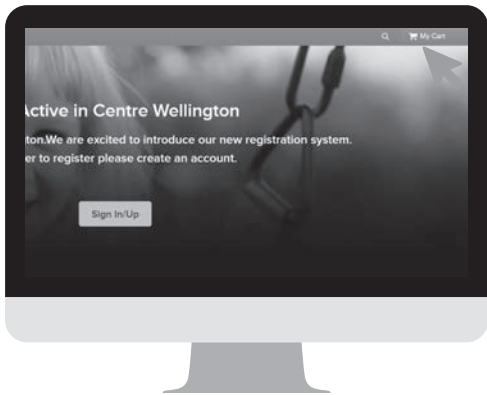 My Cart
Active in Centre Wellington
ton.We are excited to introduce our new registration system.
er to register please create an account.
Sign In/Up